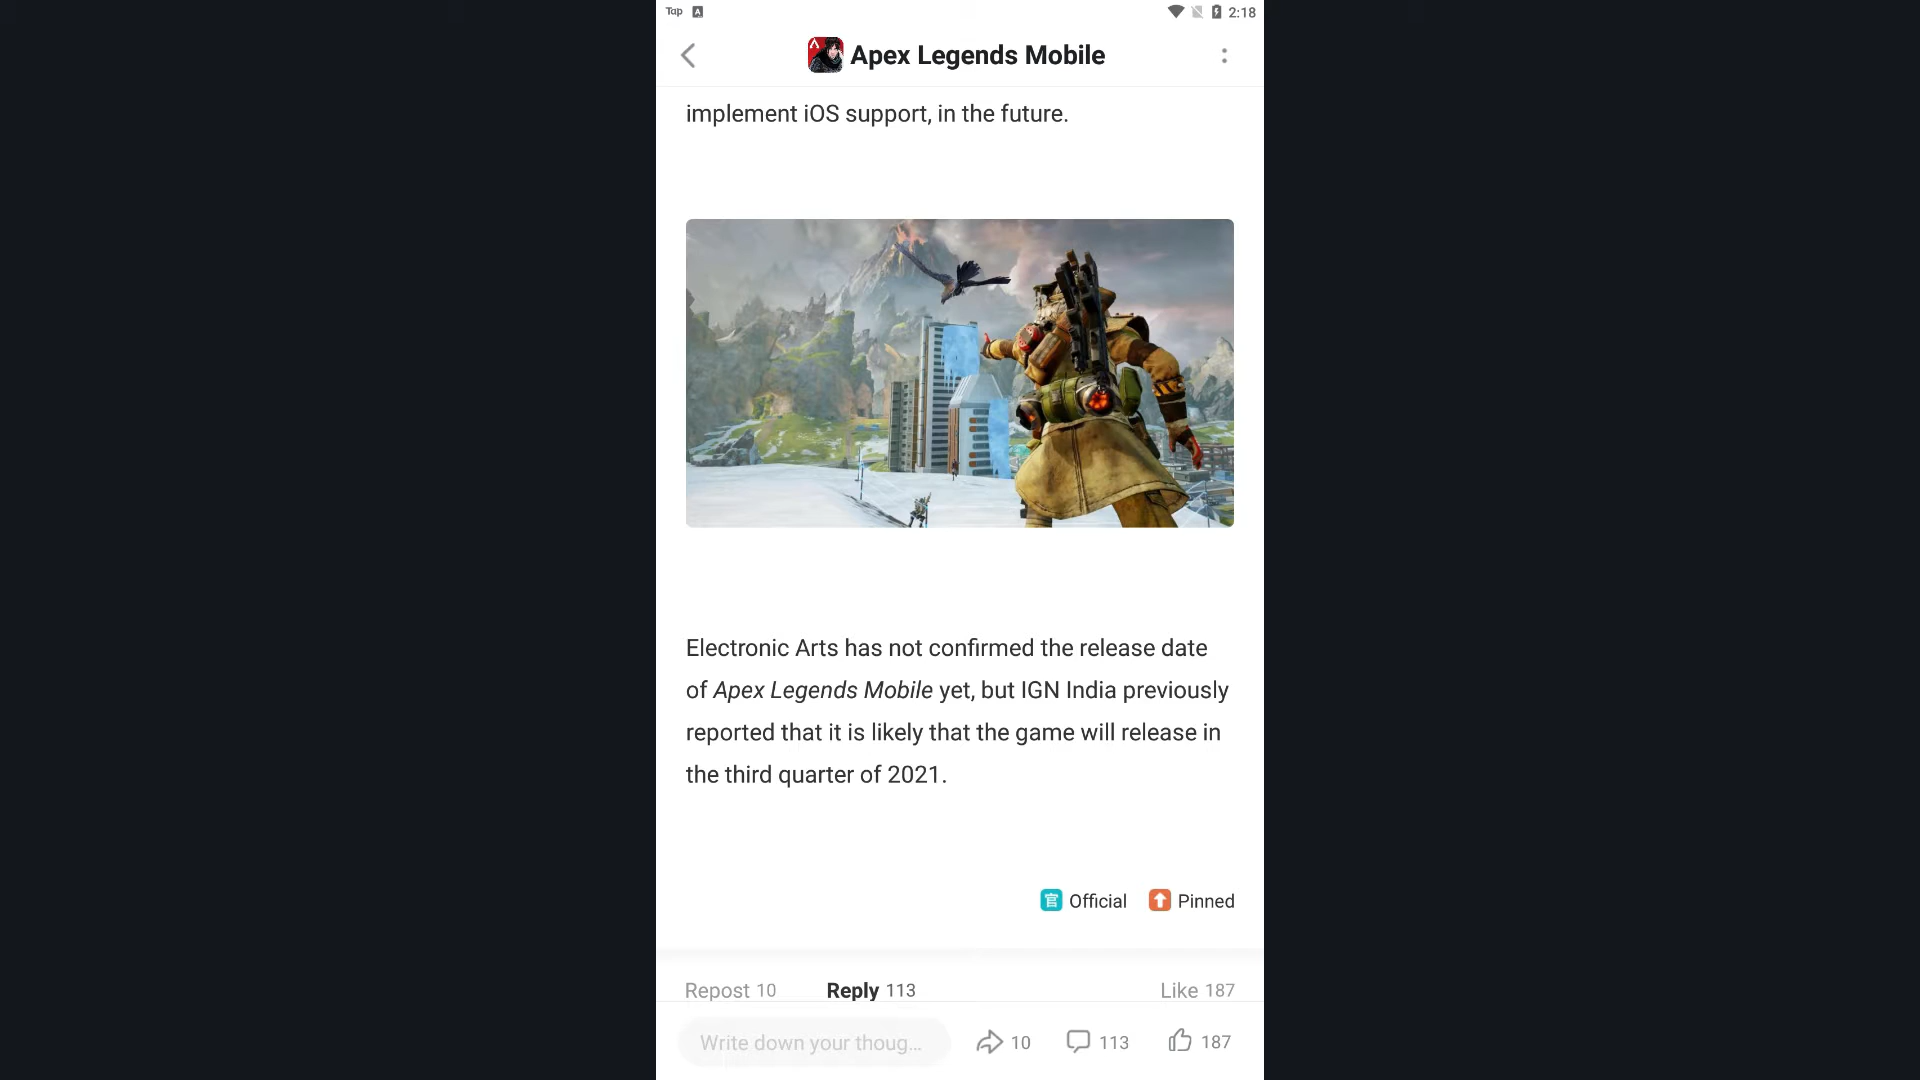 Tap A 2:18
Apex Legends Mobile
implement iOS support, in the future.
Electronic Arts has not confirmed the release date
of Apex Legends Mobile yet, but IGN India previously
reported that it is likely that the game will release in
the third quarter of 2021.
官 Official Pinned
Repost 10 Reply 113 Like 187
Write down your thoug... 10 113 187